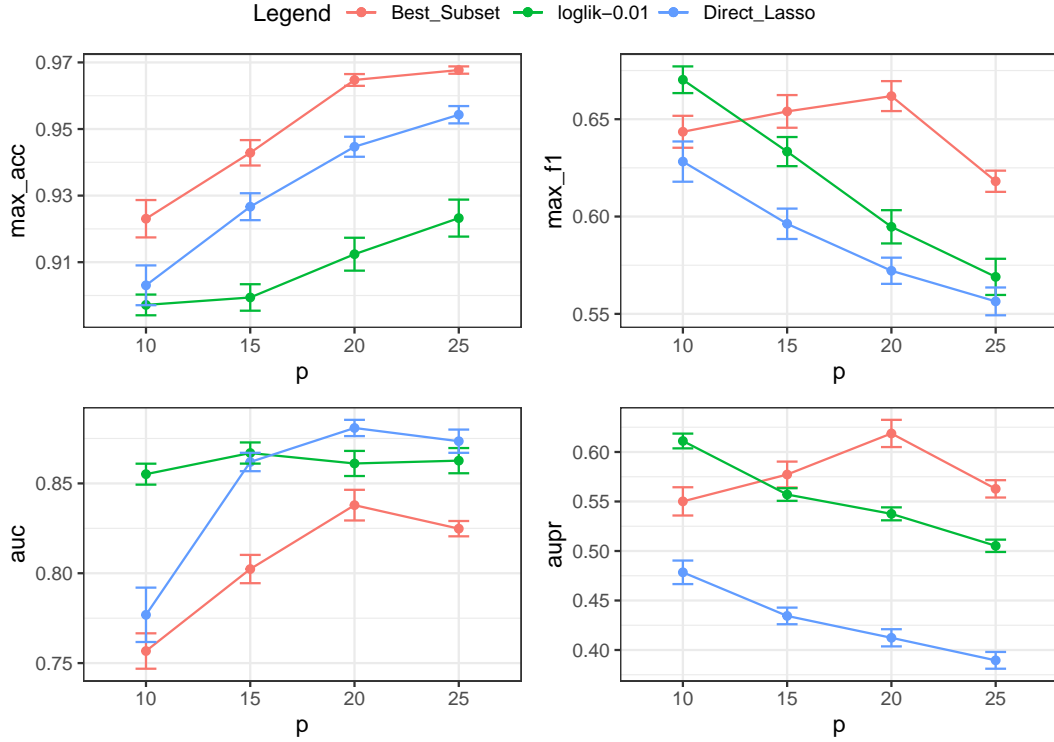 Legend Best_Subset loglik−0.01 Direct_Lasso
max_acc
0.97
0.95
0.93
0.91
10 15 20 25
p
max_f1
0.65
0.60
0.55
10 15 20 25
p
auc
0.85
0.80
0.75
10 15 20 25
p
aupr
0.60
0.55
0.50
0.45
0.40
10 15 20 25
p